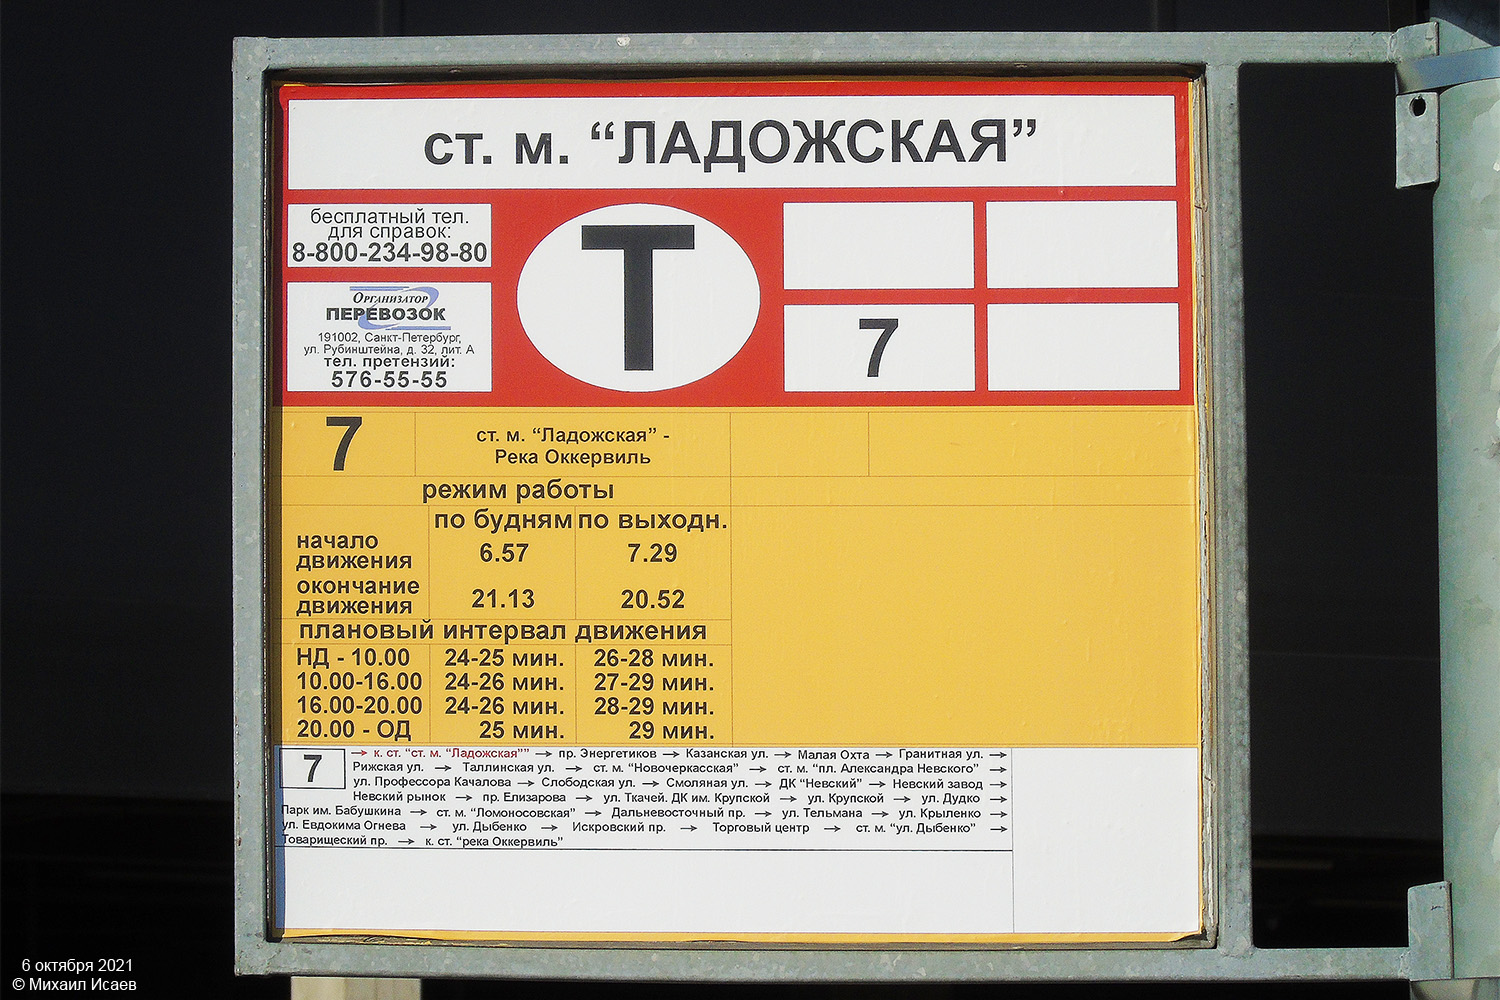 ст. м. “ЛАДОЖСКАЯ”
бесплатный тел.
для справок:
8-800-234-98-80
Организатор
ПЕРЕВОЗОК
191002, Санкт-Петербург,
ул. Рубинштейна, д. 32, лит. А
тел. претензий:
576-55-55
Т
7
7
ст. м. “Ладожская” -
Река Оккервиль
режим работы
по будням по выходн.
начало
движения 6.57 7.29
окончание
движения 21.13 20.52
плановый интервал движения
НД - 10.00 24-25 мин. 26-28 мин.
10.00-16.00 24-26 мин. 27-29 мин.
16.00-20.00 24-26 мин. 28-29 мин.
20.00 - ОД 25 мин. 29 мин.
7
→ к. ст. “ст. м. “Ладожская”” → пр. Энергетиков → Казанская ул. → Малая Охта → Гранитная ул. →
Рижская ул. → Таллинская ул. → ст. м. “Новочеркасская” → ст. м. “пл. Александра Невского” →
ул. Профессора Качалова → Слободская ул. → Смоляная ул. → ДК “Невский” → Невский завод →
Невский рынок → пр. Елизарова → ул. Ткачей. ДК им. Крупской → ул. Крупской → ул. Дудко →
Парк им. Бабушкина → ст. м. “Ломоносовская” → Дальневосточный пр. → ул. Тельмана → ул. Крыленко →
ул. Евдокима Огнева → ул. Дыбенко → Искровский пр. → Торговый центр → ст. м. “ул. Дыбенко” →
Товарищеский пр. → к. ст. “река Оккервиль”
6 октября 2021
© Михаил Исаев